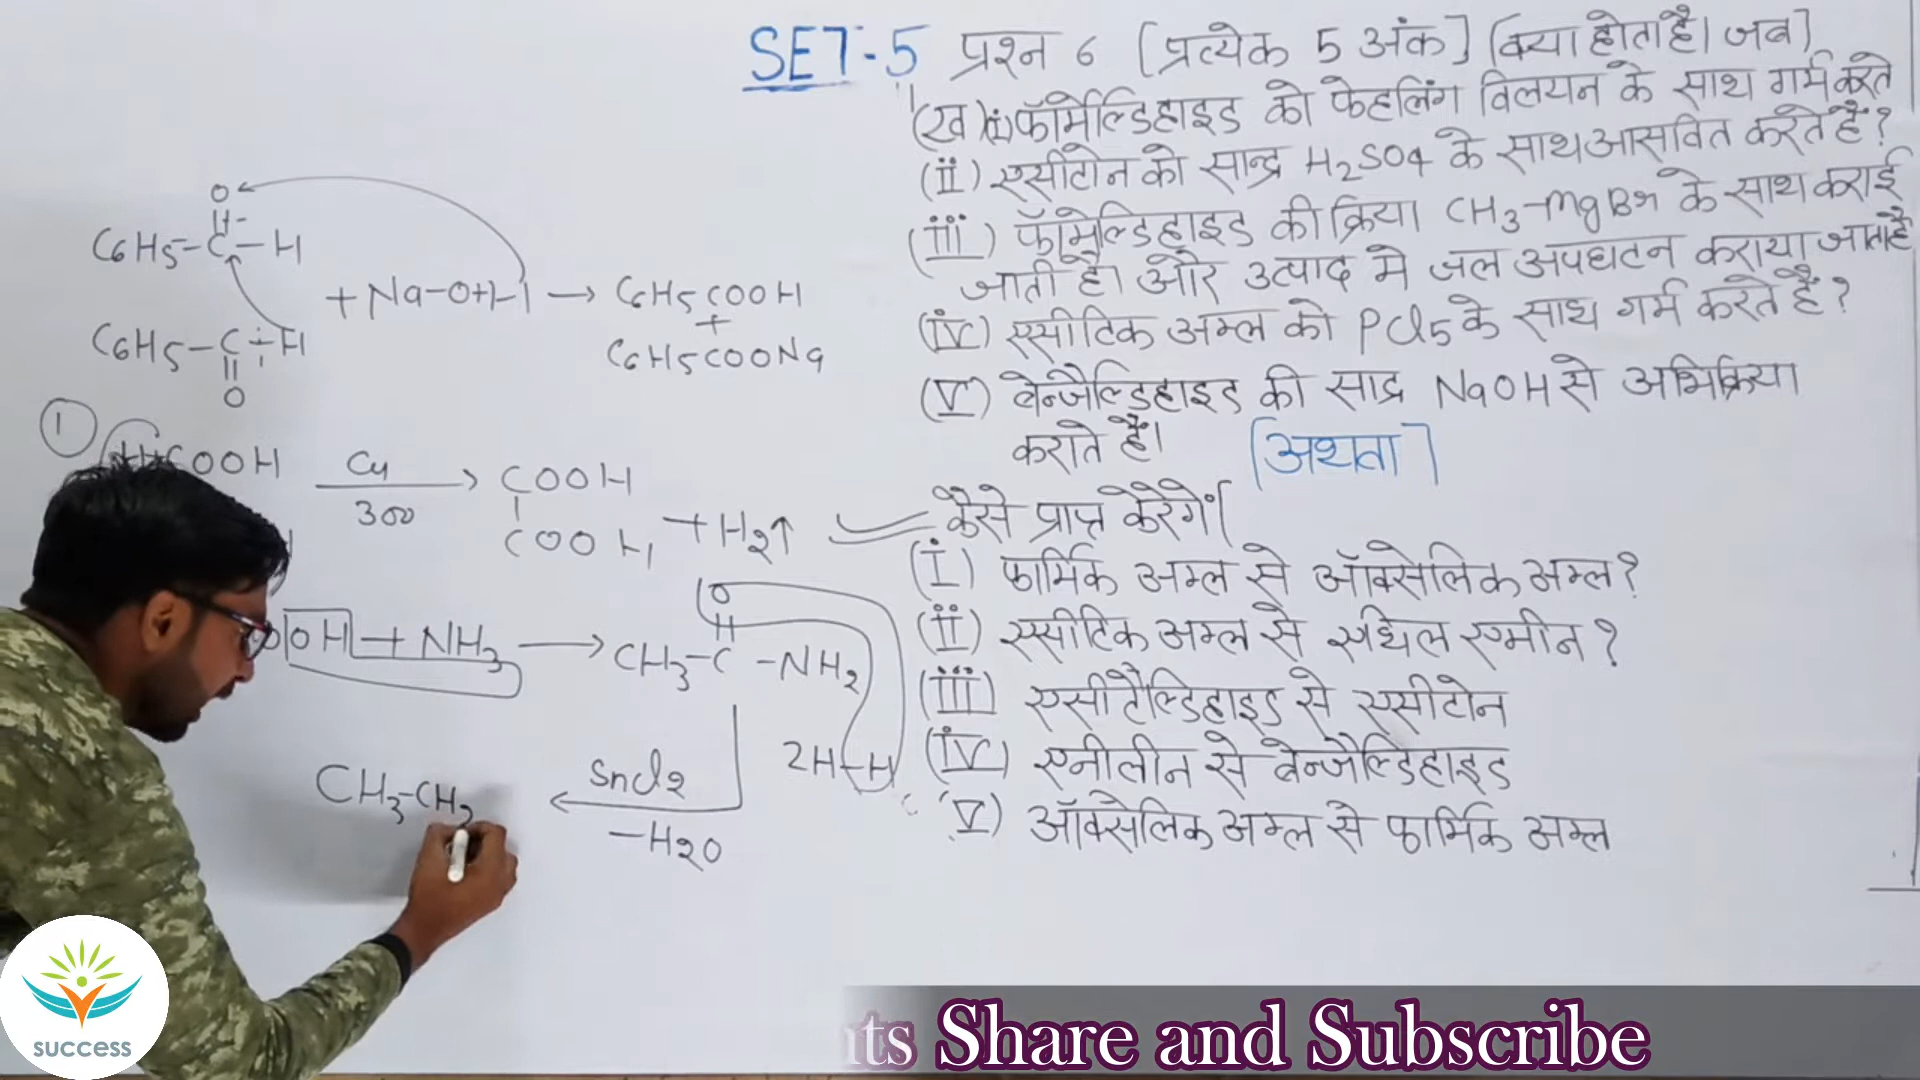 SET-5 प्रश्न 6 [प्रत्येक 5 अंक] [क्या होता है। जब]
(ख) (i) फॉर्मेल्डिहाइड को फेहलिंग विलयन के साथ गर्म करते
(ii) एसीटोन को सान्द्र H2SO4 के साथ आसवित करते हैं?
(iii) फॉर्मेल्डिहाइड की क्रिया CH3-MgBr के साथ कराई
जाती है। और उत्पाद मे जल अपघटन कराया जाता है
(iv) एसीटिक अम्ल को PCl5 के साथ गर्म करते हैं?
(V) बेन्जेल्डिहाइड की साद्र NaOH से अभिक्रिया
कराते हैं। [अथवा]
कैसे प्राप्त करेगें।
(i) फार्मिक अम्ल से ऑक्सेलिक अम्ल?
(ii) एसीटिक अम्ल से एथिल एमीन?
(iii) एसीटैल्डिहाइड से एसीटोन
(iv) एनीलीन से बेन्जेल्डिहाइड
(V) ऑक्सेलिक अम्ल से फार्मिक अम्ल
O
C6H5-C-H
+ Na-O+H → C6H5COOH
+
C6H5-C+H
C6H5COONa
O
1
COOH Cu → COOH
300
COOH + H2↑
O
OH + NH3 → CH3-C-NH2
2H+H
SnCl2
-H2O
CH3-CH2
success
ts Share and Subscribe